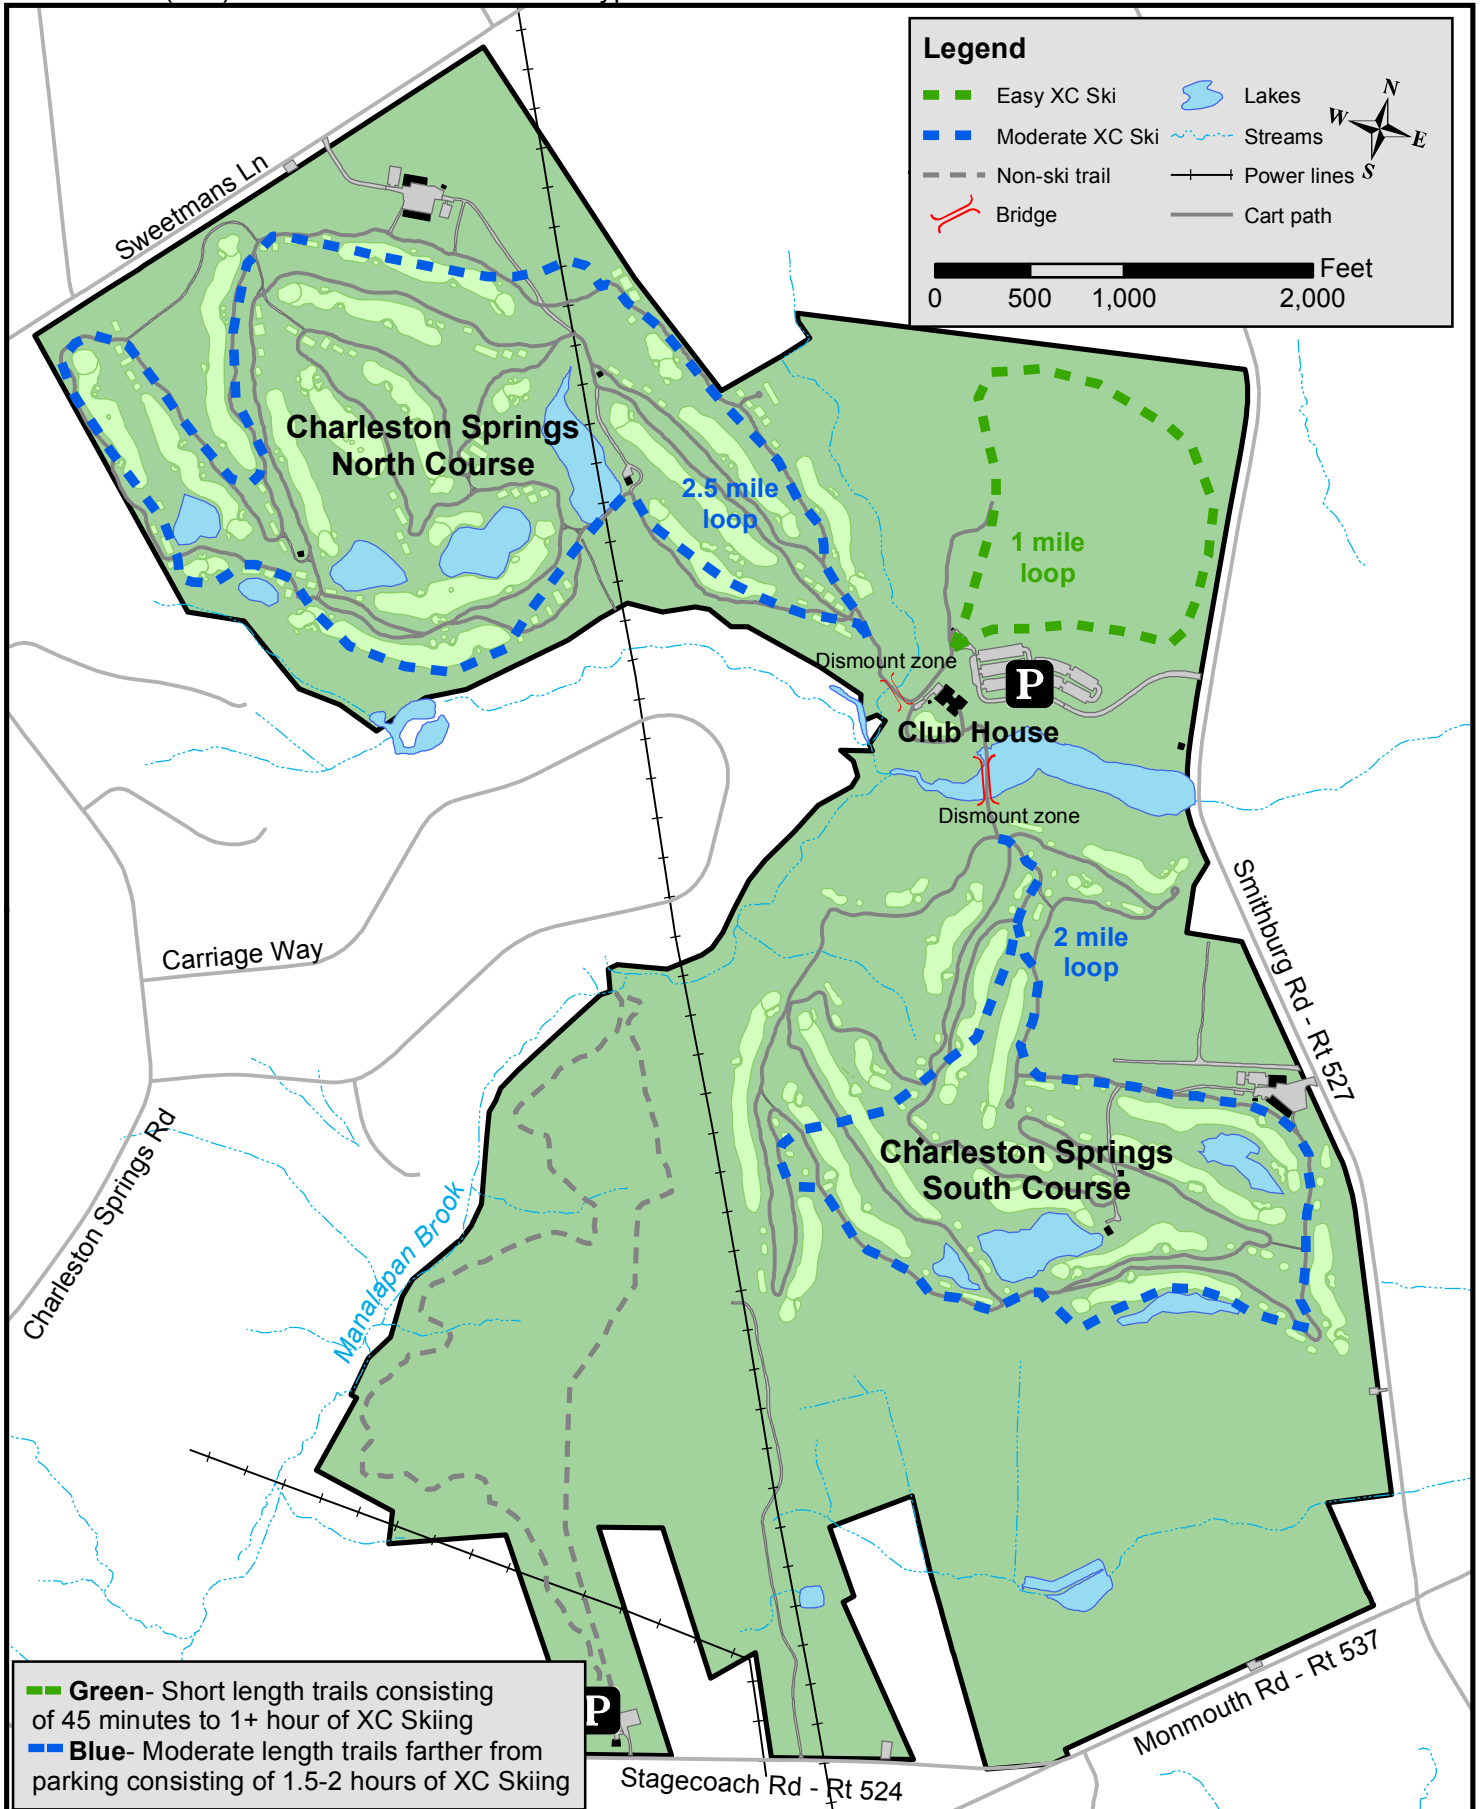 Legend
Easy XC Ski
Moderate XC Ski
Non-ski trail
Bridge
Lakes
Streams
Power lines
Cart path
N
W
E
S
Feet
0 500 1,000 2,000
Sweetmans Ln
Charleston Springs
North Course
2.5 mile
loop
1 mile
loop
Dismount zone
P
Club House
Dismount zone
Smithburg Rd - Rt 527
2 mile
loop
Carriage Way
Charleston Springs Rd
Manalapan Brook
Charleston Springs
South Course
Monmouth Rd - Rt 537
P
Stagecoach Rd - Rt 524
Green- Short length trails consisting
of 45 minutes to 1+ hour of XC Skiing
Blue- Moderate length trails farther from
parking consisting of 1.5-2 hours of XC Skiing